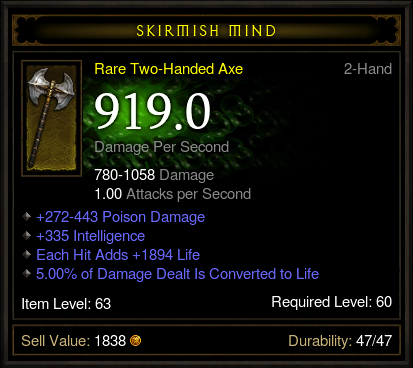 SKIRMISH MIND
Rare Two-Handed Axe 2-Hand
919.0
Damage Per Second
780-1058 Damage
1.00 Attacks per Second
+272-443 Poison Damage
+335 Intelligence
Each Hit Adds +1894 Life
5.00% of Damage Dealt Is Converted to Life
Item Level: 63 Required Level: 60
Sell Value: 1838 Durability: 47/47